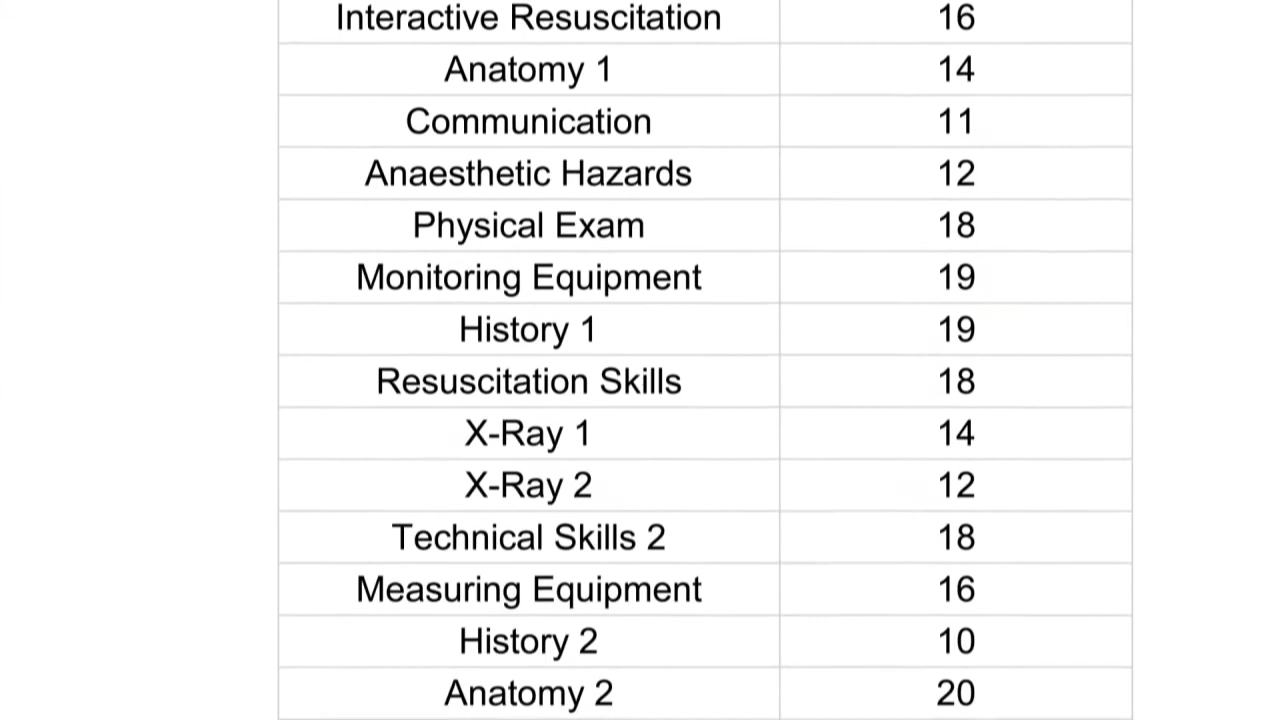 Interactive Resuscitation 16
Anatomy 1 14
Communication 11
Anaesthetic Hazards 12
Physical Exam 18
Monitoring Equipment 19
History 1 19
Resuscitation Skills 18
X-Ray 1 14
X-Ray 2 12
Technical Skills 2 18
Measuring Equipment 16
History 2 10
Anatomy 2 20